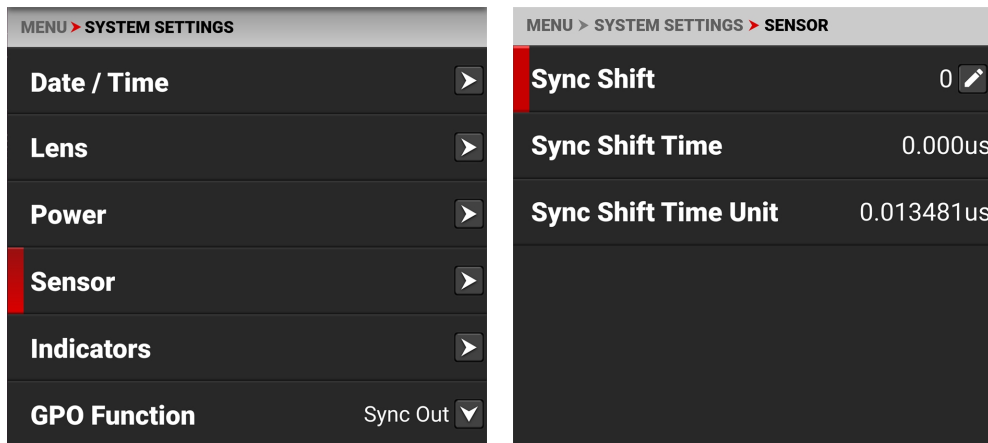 MENU > SYSTEM SETTINGS
Date / Time
Lens
Power
Sensor
Indicators
GPO Function Sync Out
MENU > SYSTEM SETTINGS > SENSOR
Sync Shift 0
Sync Shift Time 0.000us
Sync Shift Time Unit 0.013481us